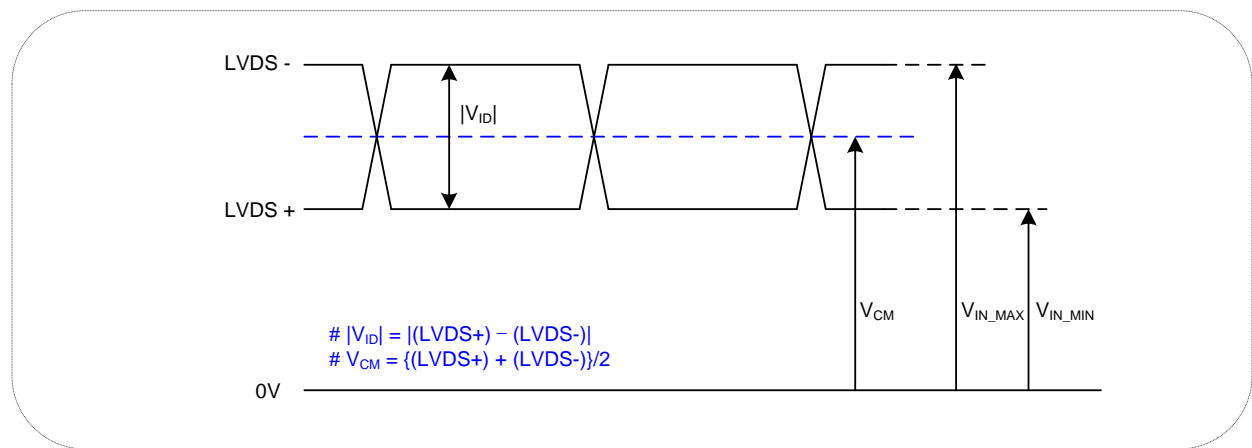 LVDS -
|VID|
LVDS +
VCM
VIN_MAX
VIN_MIN
# |VID| = |(LVDS+) – (LVDS-)|
# VCM = {(LVDS+) + (LVDS-)}/2
0V